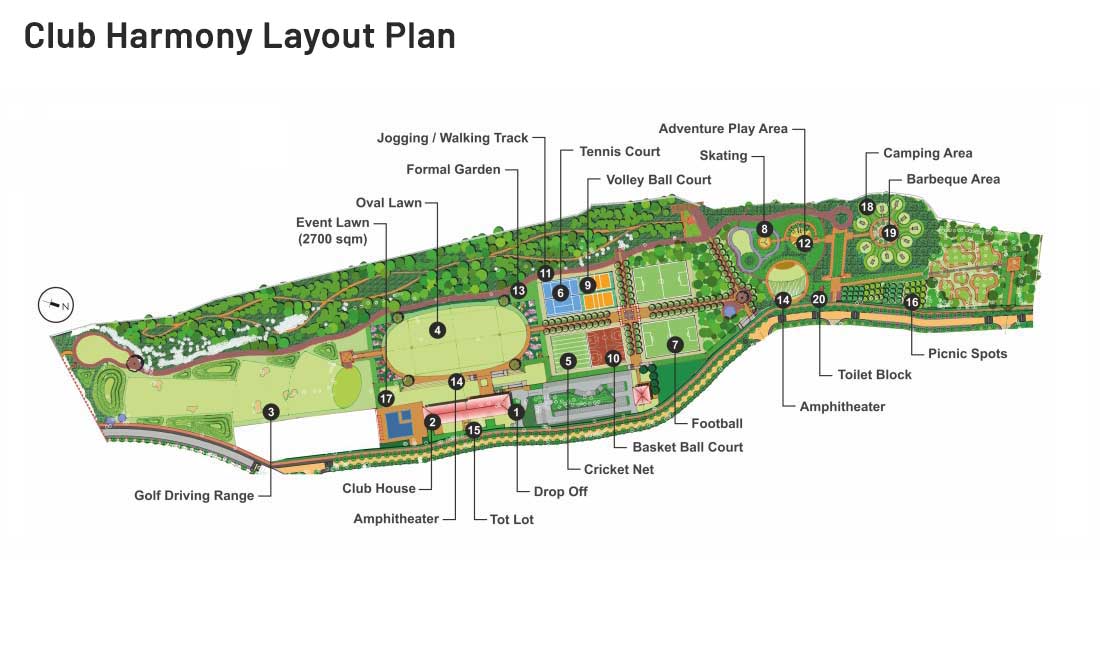 Club Harmony Layout Plan
Adventure Play Area
Jogging / Walking Track
Tennis Court
Skating
Camping Area
Formal Garden
Volley Ball Court
Barbeque Area
Oval Lawn
Event Lawn
(2700 sqm)
18
8
19
12
11
9
6
13
N
14
20
16
4
7
10
5
14
Picnic Spots
Toilet Block
17
3
1
2
15
Amphitheater
Football
Basket Ball Court
Cricket Net
Golf Driving Range
Club House
Drop Off
Amphitheater
Tot Lot